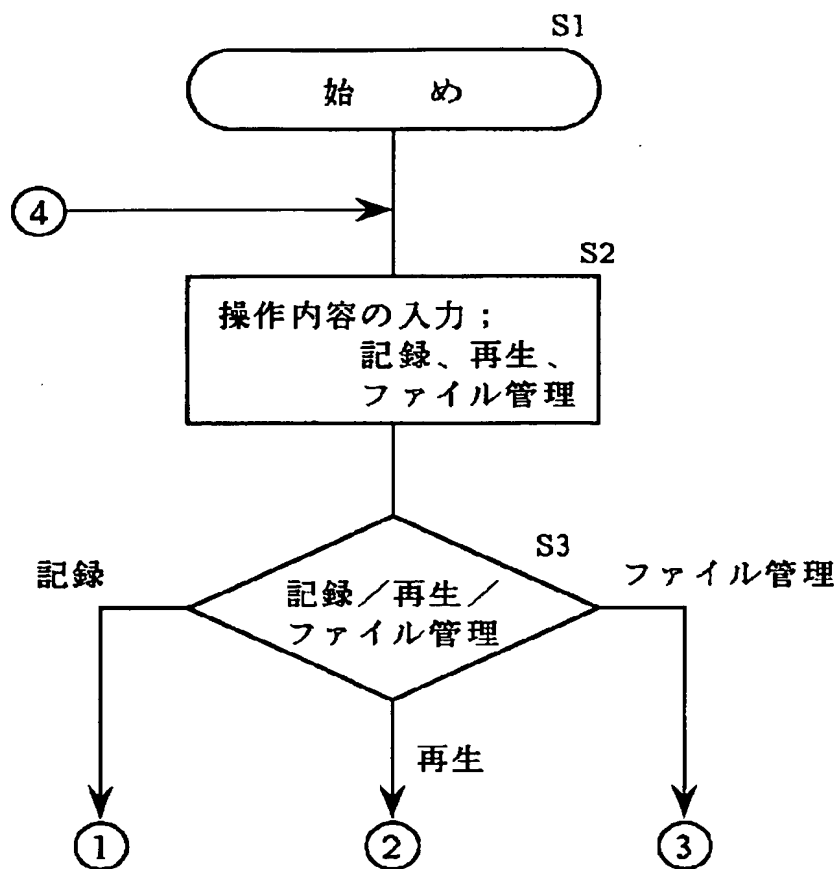 S1
始 め
④
S2
操作内容の入力；
記録、再生、
ファイル管理
S3
記録
ファイル管理
記録／再生／
ファイル管理
再生
①
②
③